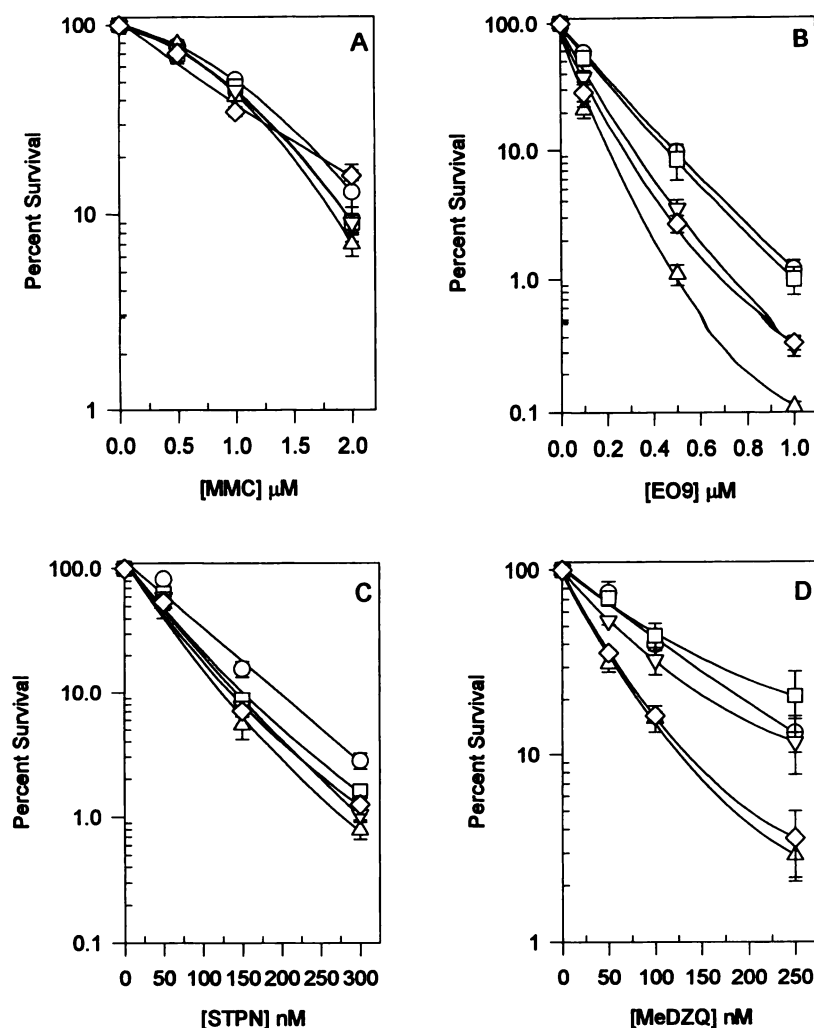 A
Percent Survival
100
10
1
0.0 0.5 1.0 1.5 2.0
[MMC] μM
B
Percent Survival
100.0
10.0
1.0
0.1
0.0 0.2 0.4 0.6 0.8 1.0
[EO9] μM
C
Percent Survival
100.0
10.0
1.0
0.1
0 50 100 150 200 250 300
[STPN] nM
D
Percent Survival
100
10
1
0 50 100 150 200 250
[MeDZQ] nM